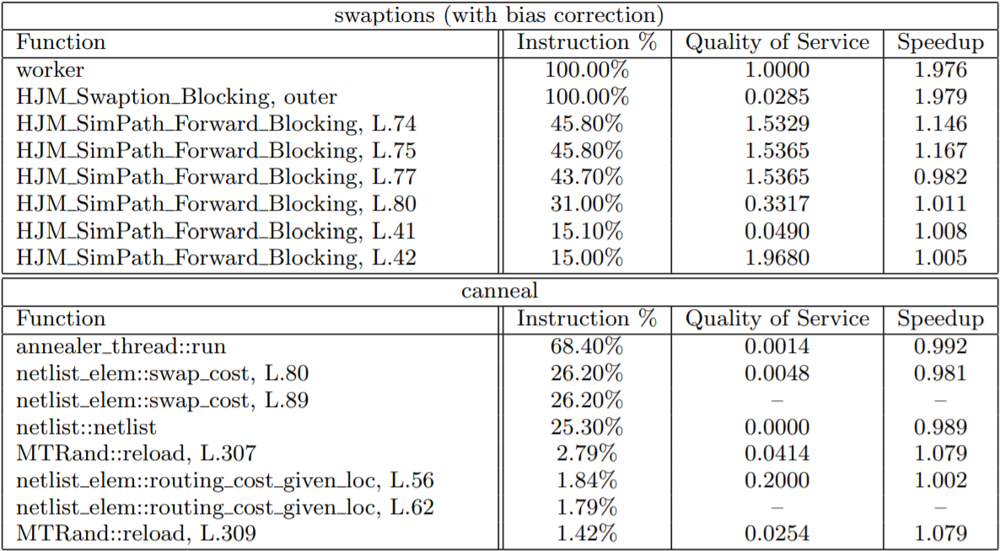 swaptions (with bias correction)
Function Instruction % Quality of Service Speedup
worker 100.00% 1.0000 1.976
HJM_Swaption_Blocking, outer 100.00% 0.0285 1.979
HJM_SimPath_Forward_Blocking, L.74 45.80% 1.5329 1.146
HJM_SimPath_Forward_Blocking, L.75 45.80% 1.5365 1.167
HJM_SimPath_Forward_Blocking, L.77 43.70% 1.5365 0.982
HJM_SimPath_Forward_Blocking, L.80 31.00% 0.3317 1.011
HJM_SimPath_Forward_Blocking, L.41 15.10% 0.0490 1.008
HJM_SimPath_Forward_Blocking, L.42 15.00% 1.9680 1.005
canneal
Function Instruction % Quality of Service Speedup
annealer_thread::run 68.40% 0.0014 0.992
netlist_elem::swap_cost, L.80 26.20% 0.0048 0.981
netlist_elem::swap_cost, L.89 26.20% – –
netlist::netlist 25.30% 0.0000 0.989
MTRand::reload, L.307 2.79% 0.0414 1.079
netlist_elem::routing_cost_given_loc, L.56 1.84% 0.2000 1.002
netlist_elem::routing_cost_given_loc, L.62 1.79% – –
MTRand::reload, L.309 1.42% 0.0254 1.079